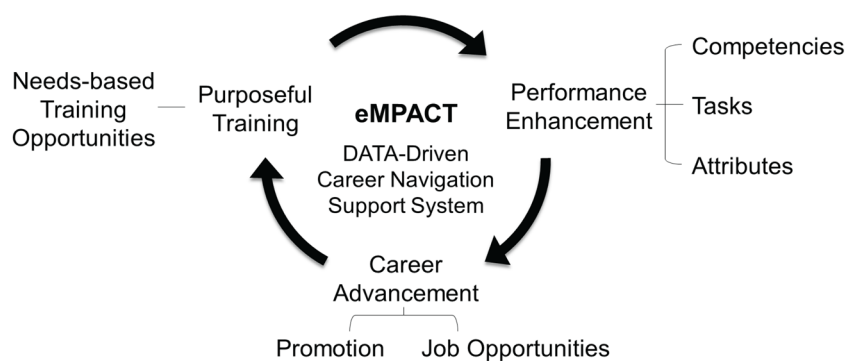 Needs-based
Training
Opportunities
Purposeful
Training
eMPACT
DATA-Driven
Career Navigation
Support System
Performance
Enhancement
Competencies
Tasks
Attributes
Career
Advancement
Promotion
Job Opportunities